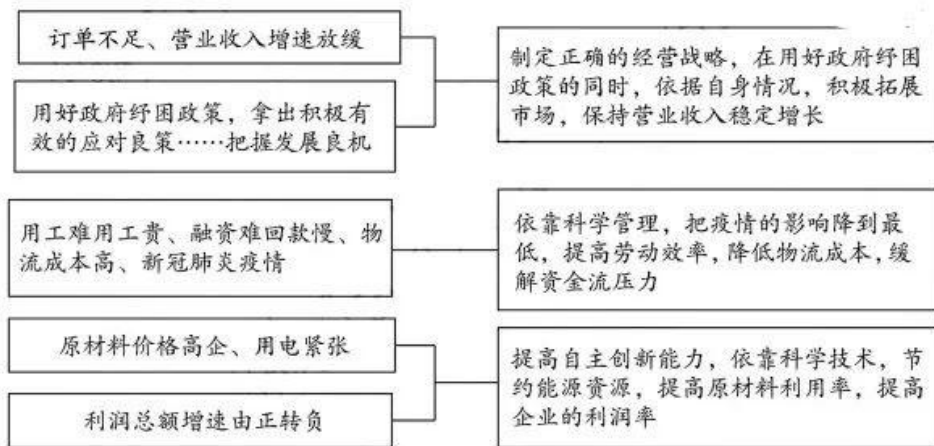 订单不足、营业收入增速放缓
用好政府纾困政策，拿出积极有
效的应对良策……把握发展良机
制定正确的经营战略，在用好政府纾困
政策的同时，依据自身情况，积极拓展
市场，保持营业收入稳定增长
用工难用工贵、融资难回款慢、物
流成本高、新冠肺炎疫情
依靠科学管理，把疫情的影响降到最
低，提高劳动效率，降低物流成本，缓
解资金流压力
原材料价格高企、用电紧张
利润总额增速由正转负
提高自主创新能力，依靠科学技术，节
约能源资源，提高原材料利用率，提高
企业的利润率